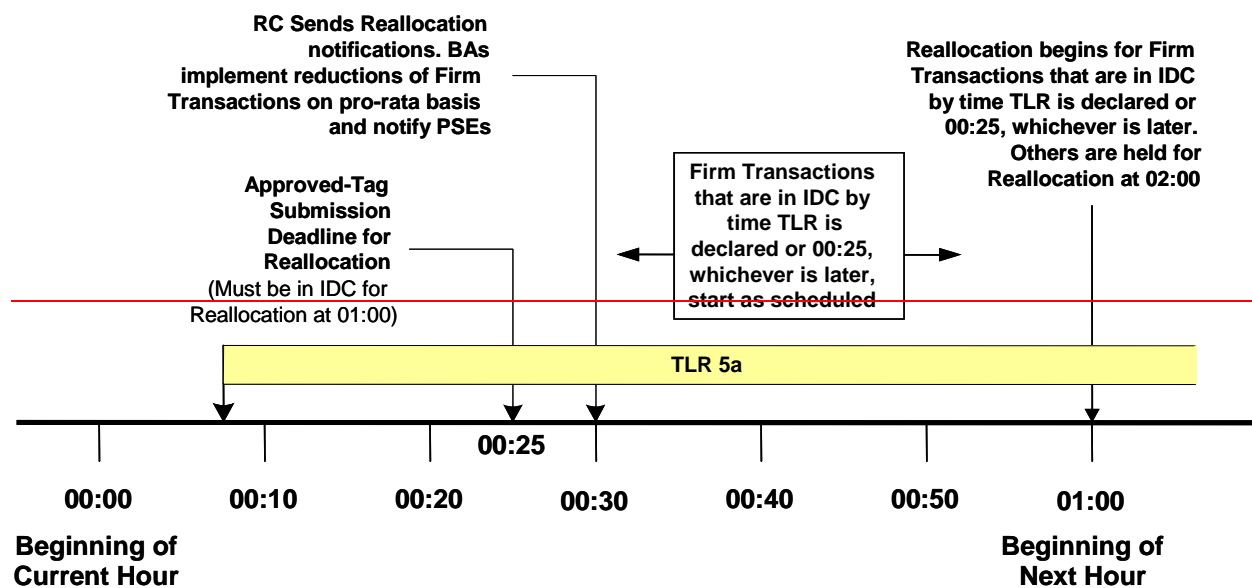 RC Sends Reallocation
notifications. BAs
implement reductions of Firm
Transactions on pro-rata basis
and notify PSEs
Reallocation begins for Firm
Transactions that are in IDC
by time TLR is declared or
00:25, whichever is later.
Others are held for
Reallocation at 02:00
Approved-Tag
Submission
Deadline for
Reallocation
(Must be in IDC for
Reallocation at 01:00)
Firm Transactions
that are in IDC by
time TLR is
declared or 00:25,
whichever is later,
start as scheduled
TLR 5a
00:25
00:00
00:10
00:20
00:30
00:40
00:50
01:00
Beginning of
Current Hour
Beginning of
Next Hour